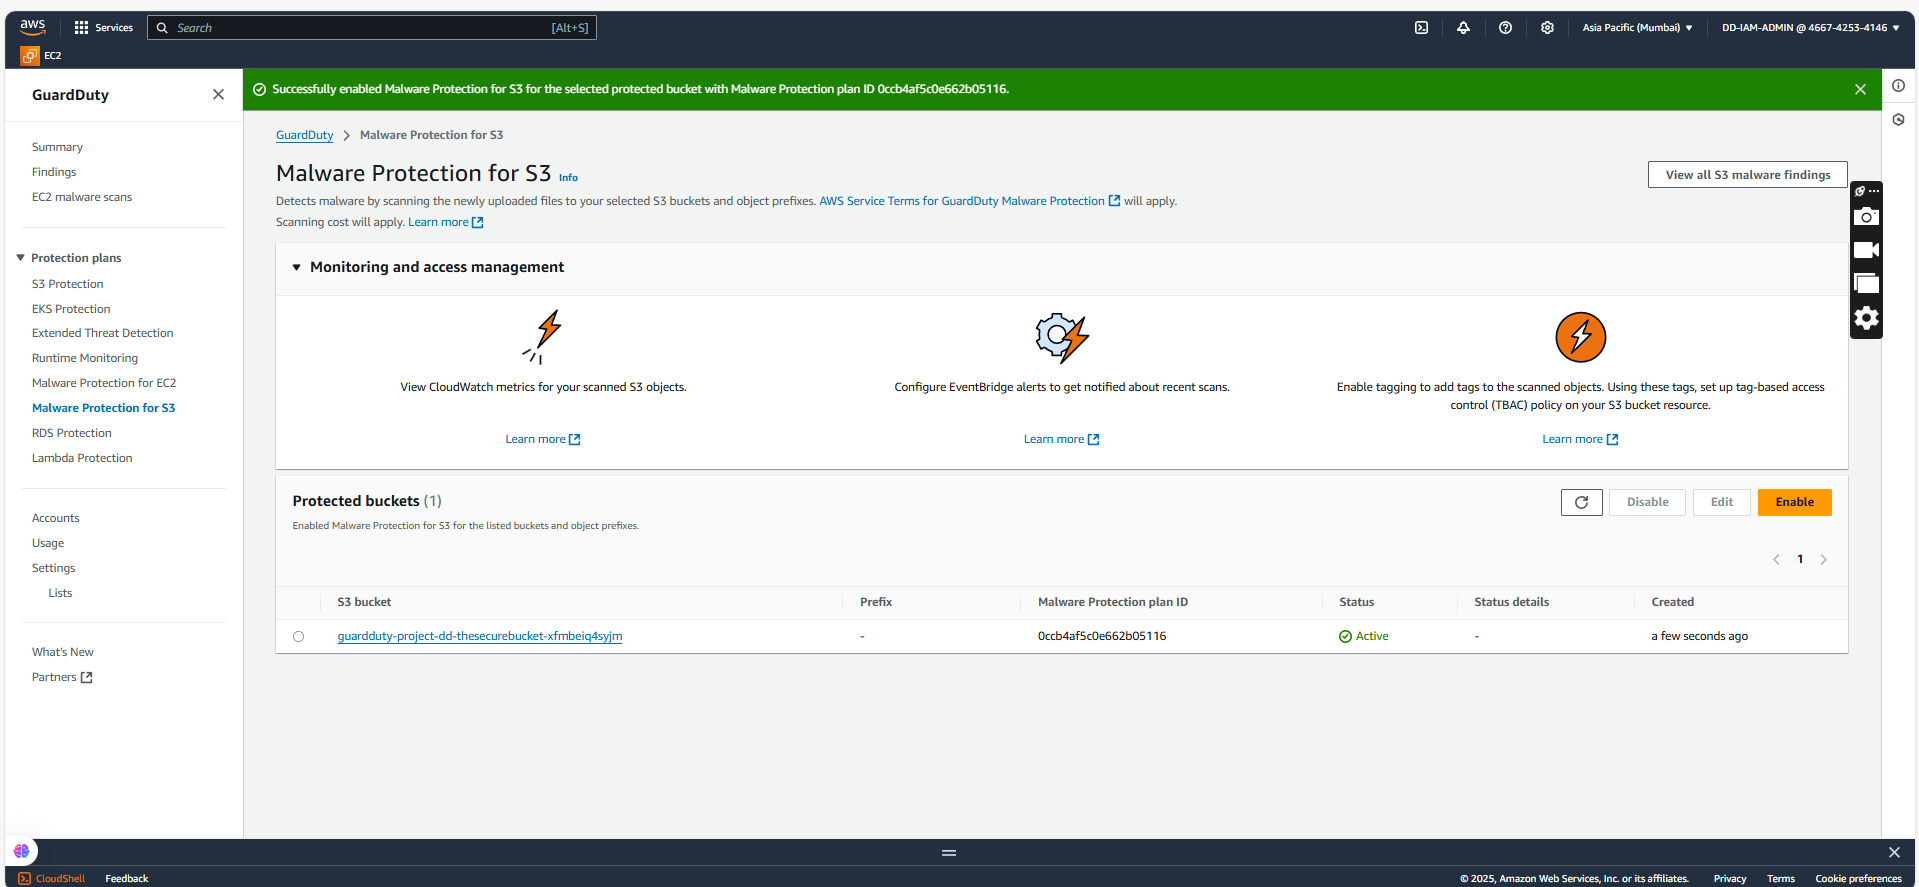 aws
Services
Search
[Alt+S]
Asia Pacific (Mumbai)
DD-IAM-ADMIN @ 4667-4253-4146
EC2
GuardDuty
Successfully enabled Malware Protection for S3 for the selected protected bucket with Malware Protection plan ID 0ccb4af5c0e662b05116.
Summary
Findings
EC2 malware scans
Protection plans
S3 Protection
EKS Protection
Extended Threat Detection
Runtime Monitoring
Malware Protection for EC2
Malware Protection for S3
RDS Protection
Lambda Protection
Accounts
Usage
Settings
Lists
What's New
Partners
GuardDuty > Malware Protection for S3
Malware Protection for S3 Info
View all S3 malware findings
Detects malware by scanning the newly uploaded files to your selected S3 buckets and object prefixes. AWS Service Terms for GuardDuty Malware Protection will apply.
Scanning cost will apply. Learn more
Monitoring and access management
View CloudWatch metrics for your scanned S3 objects.
Learn more
Configure EventBridge alerts to get notified about recent scans.
Learn more
Enable tagging to add tags to the scanned objects. Using these tags, set up tag-based access
control (TBAC) policy on your S3 bucket resource.
Learn more
Protected buckets (1)
Enabled Malware Protection for S3 for the listed buckets and object prefixes.
Disable
Edit
Enable
1
S3 bucket Prefix Malware Protection plan ID Status Status details Created
guardduty-project-dd-thesecurebucket-xfmbeiq4syjm - 0ccb4af5c0e662b05116 Active - a few seconds ago
CloudShell
Feedback
© 2025, Amazon Web Services, Inc. or its affiliates.
Privacy
Terms
Cookie preferences